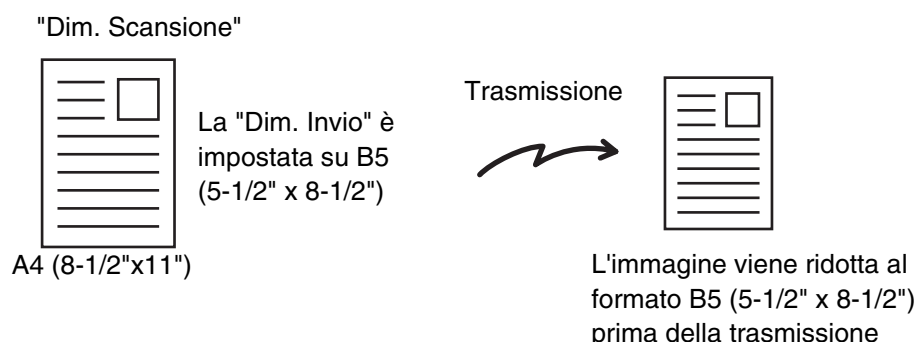 "Dim. Scansione"
La "Dim. Invio" è
impostata su B5
(5-1/2" x 8-1/2")
A4 (8-1/2"x11")
Trasmissione
L'immagine viene ridotta al
formato B5 (5-1/2" x 8-1/2")
prima della trasmissione